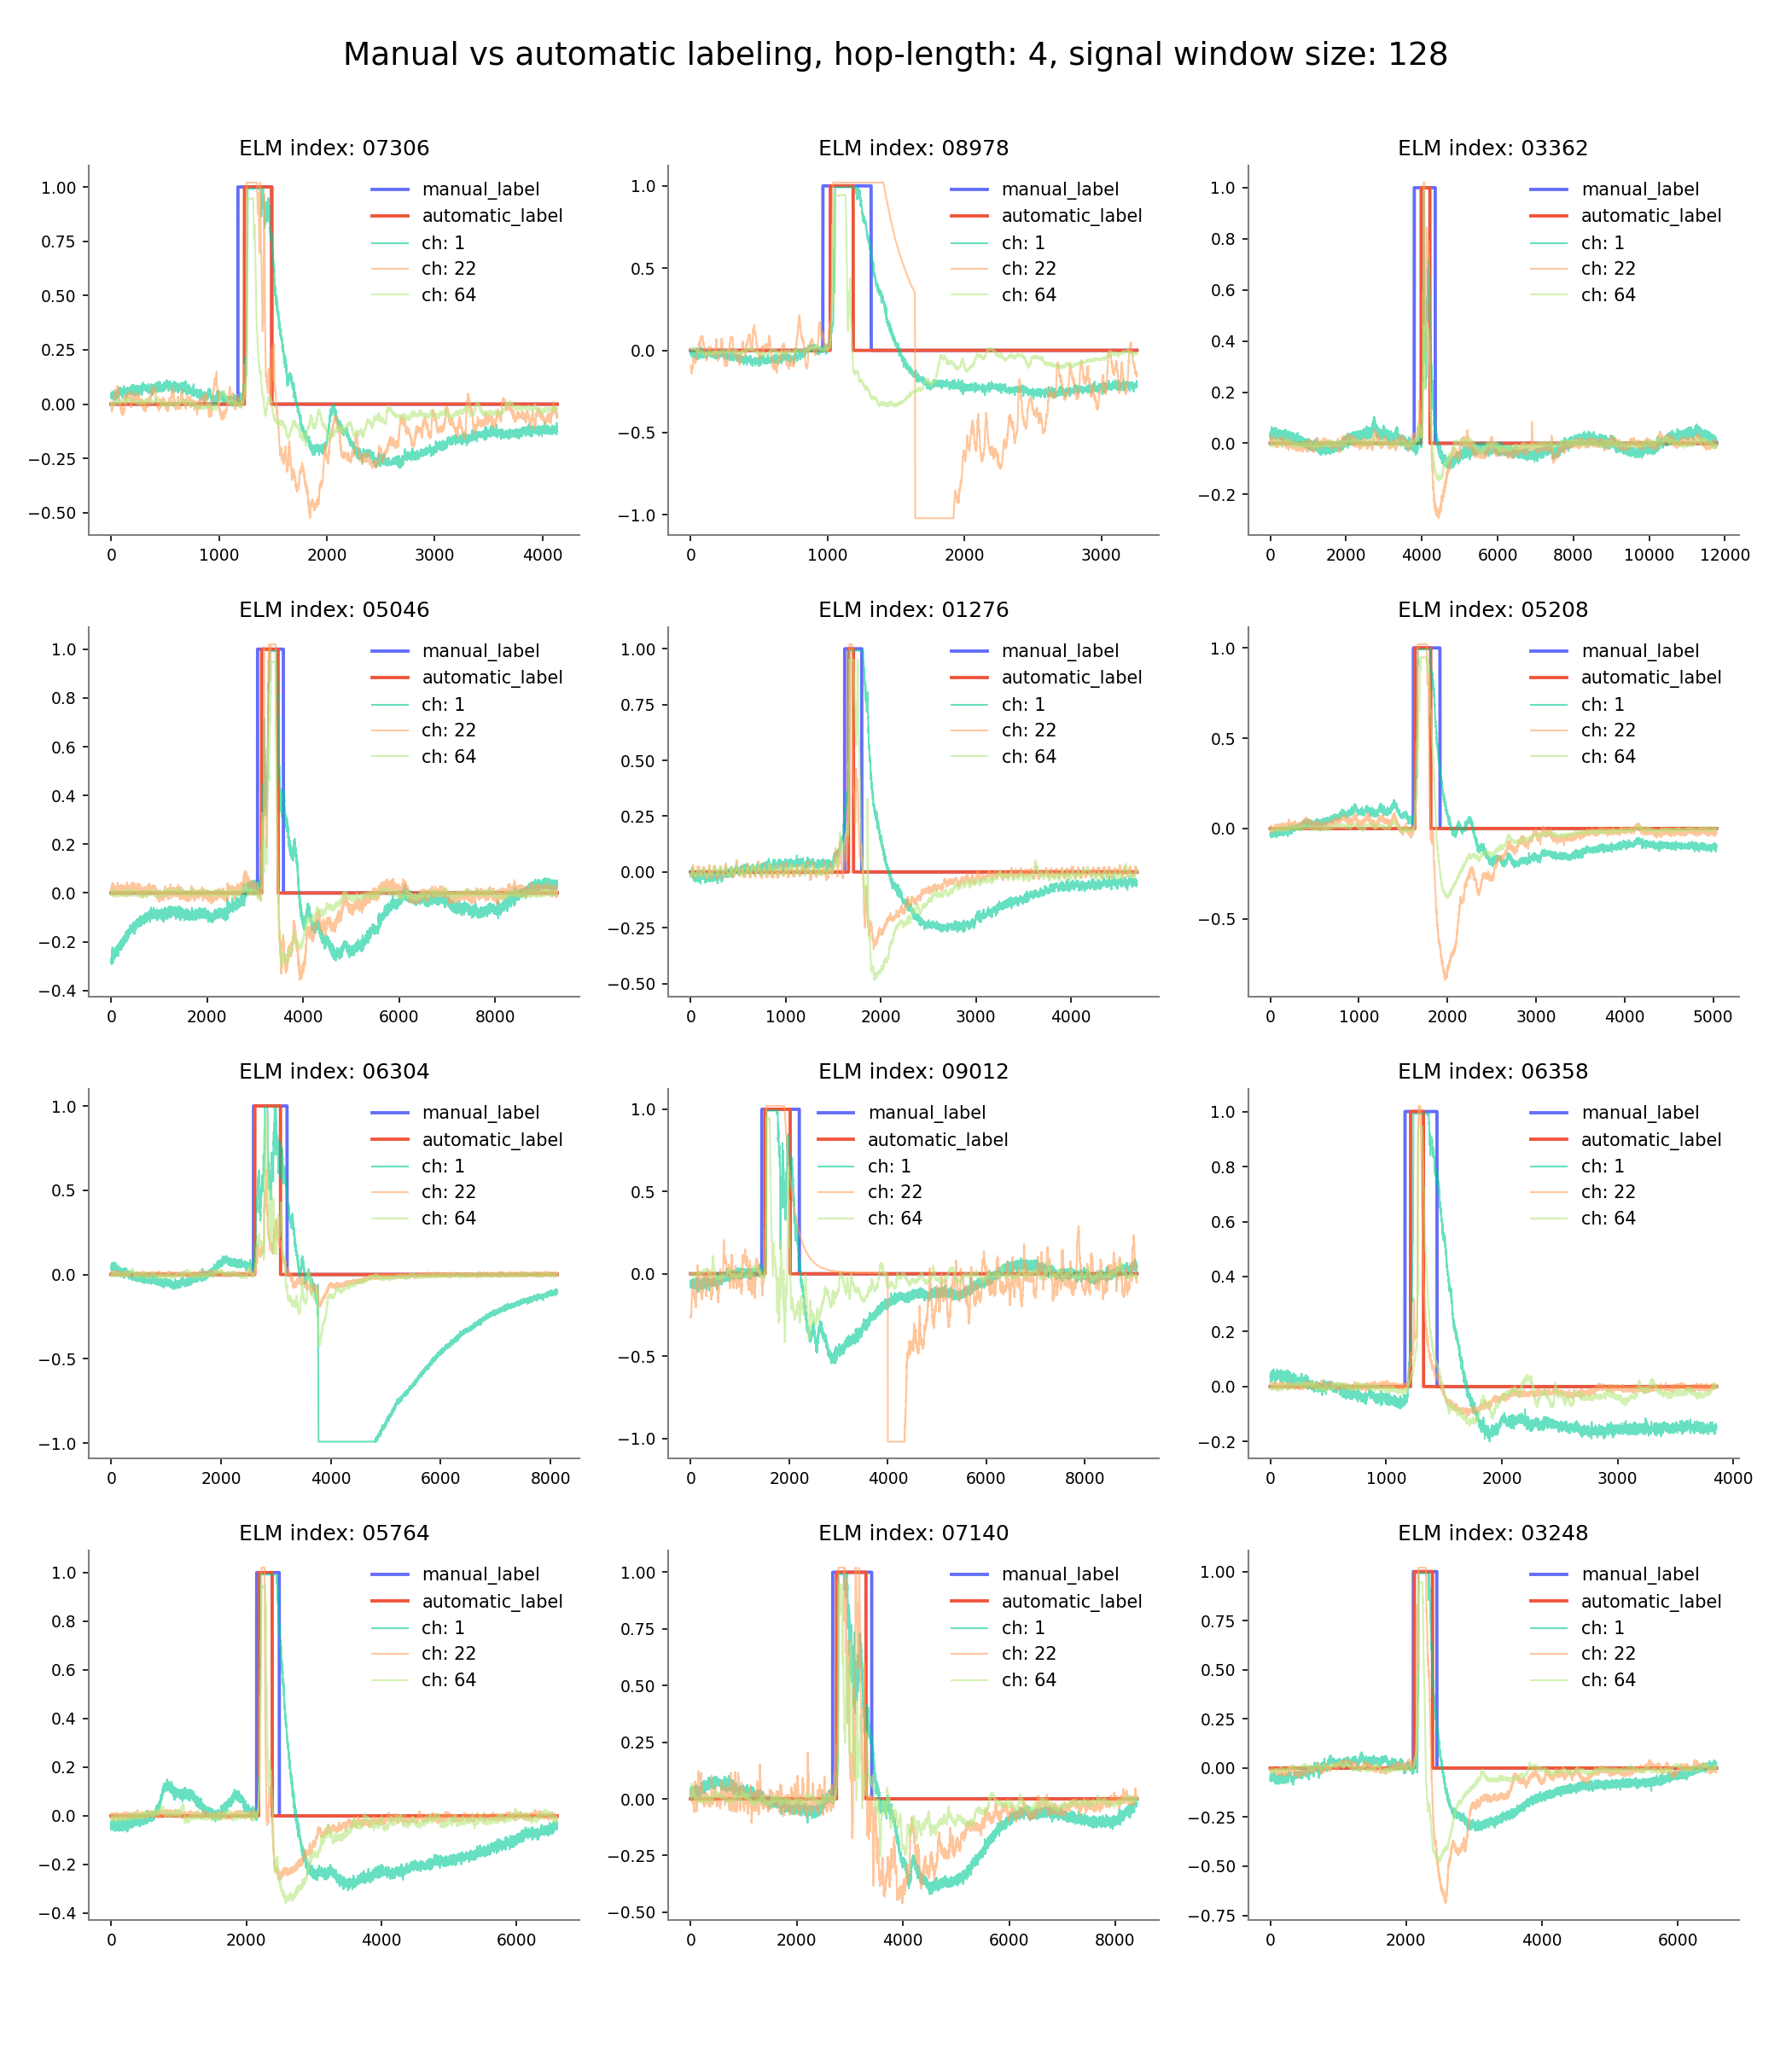 Manual vs automatic labeling, hop-length: 4, signal window size: 128
ELM index: 07306
manual_label
automatic_label
ch: 1
ch: 22
ch: 64
1.00
0.75
0.50
0.25
0.00
−0.25
−0.50
0 1000 2000 3000 4000
ELM index: 08978
manual_label
automatic_label
ch: 1
ch: 22
ch: 64
1.0
0.5
0.0
−0.5
−1.0
0 1000 2000 3000
ELM index: 03362
manual_label
automatic_label
ch: 1
ch: 22
ch: 64
1.0
0.8
0.6
0.4
0.2
0.0
−0.2
0 2000 4000 6000 8000 10000 12000
ELM index: 05046
manual_label
automatic_label
ch: 1
ch: 22
ch: 64
1.0
0.8
0.6
0.4
0.2
0.0
−0.2
−0.4
0 2000 4000 6000 8000
ELM index: 01276
manual_label
automatic_label
ch: 1
ch: 22
ch: 64
1.00
0.75
0.50
0.25
0.00
−0.25
−0.50
0 1000 2000 3000 4000
ELM index: 05208
manual_label
automatic_label
ch: 1
ch: 22
ch: 64
1.0
0.5
0.0
−0.5
0 1000 2000 3000 4000 5000
ELM index: 06304
manual_label
automatic_label
ch: 1
ch: 22
ch: 64
1.0
0.5
0.0
−0.5
−1.0
0 2000 4000 6000 8000
ELM index: 09012
manual_label
automatic_label
ch: 1
ch: 22
ch: 64
1.0
0.5
0.0
−0.5
−1.0
0 2000 4000 6000 8000
ELM index: 06358
manual_label
automatic_label
ch: 1
ch: 22
ch: 64
1.0
0.8
0.6
0.4
0.2
0.0
−0.2
0 1000 2000 3000 4000
ELM index: 05764
manual_label
automatic_label
ch: 1
ch: 22
ch: 64
1.0
0.8
0.6
0.4
0.2
0.0
−0.2
−0.4
0 2000 4000 6000
ELM index: 07140
manual_label
automatic_label
ch: 1
ch: 22
ch: 64
1.00
0.75
0.50
0.25
0.00
−0.25
−0.50
0 2000 4000 6000 8000
ELM index: 03248
manual_label
automatic_label
ch: 1
ch: 22
ch: 64
1.00
0.75
0.50
0.25
0.00
−0.25
−0.50
−0.75
0 2000 4000 6000